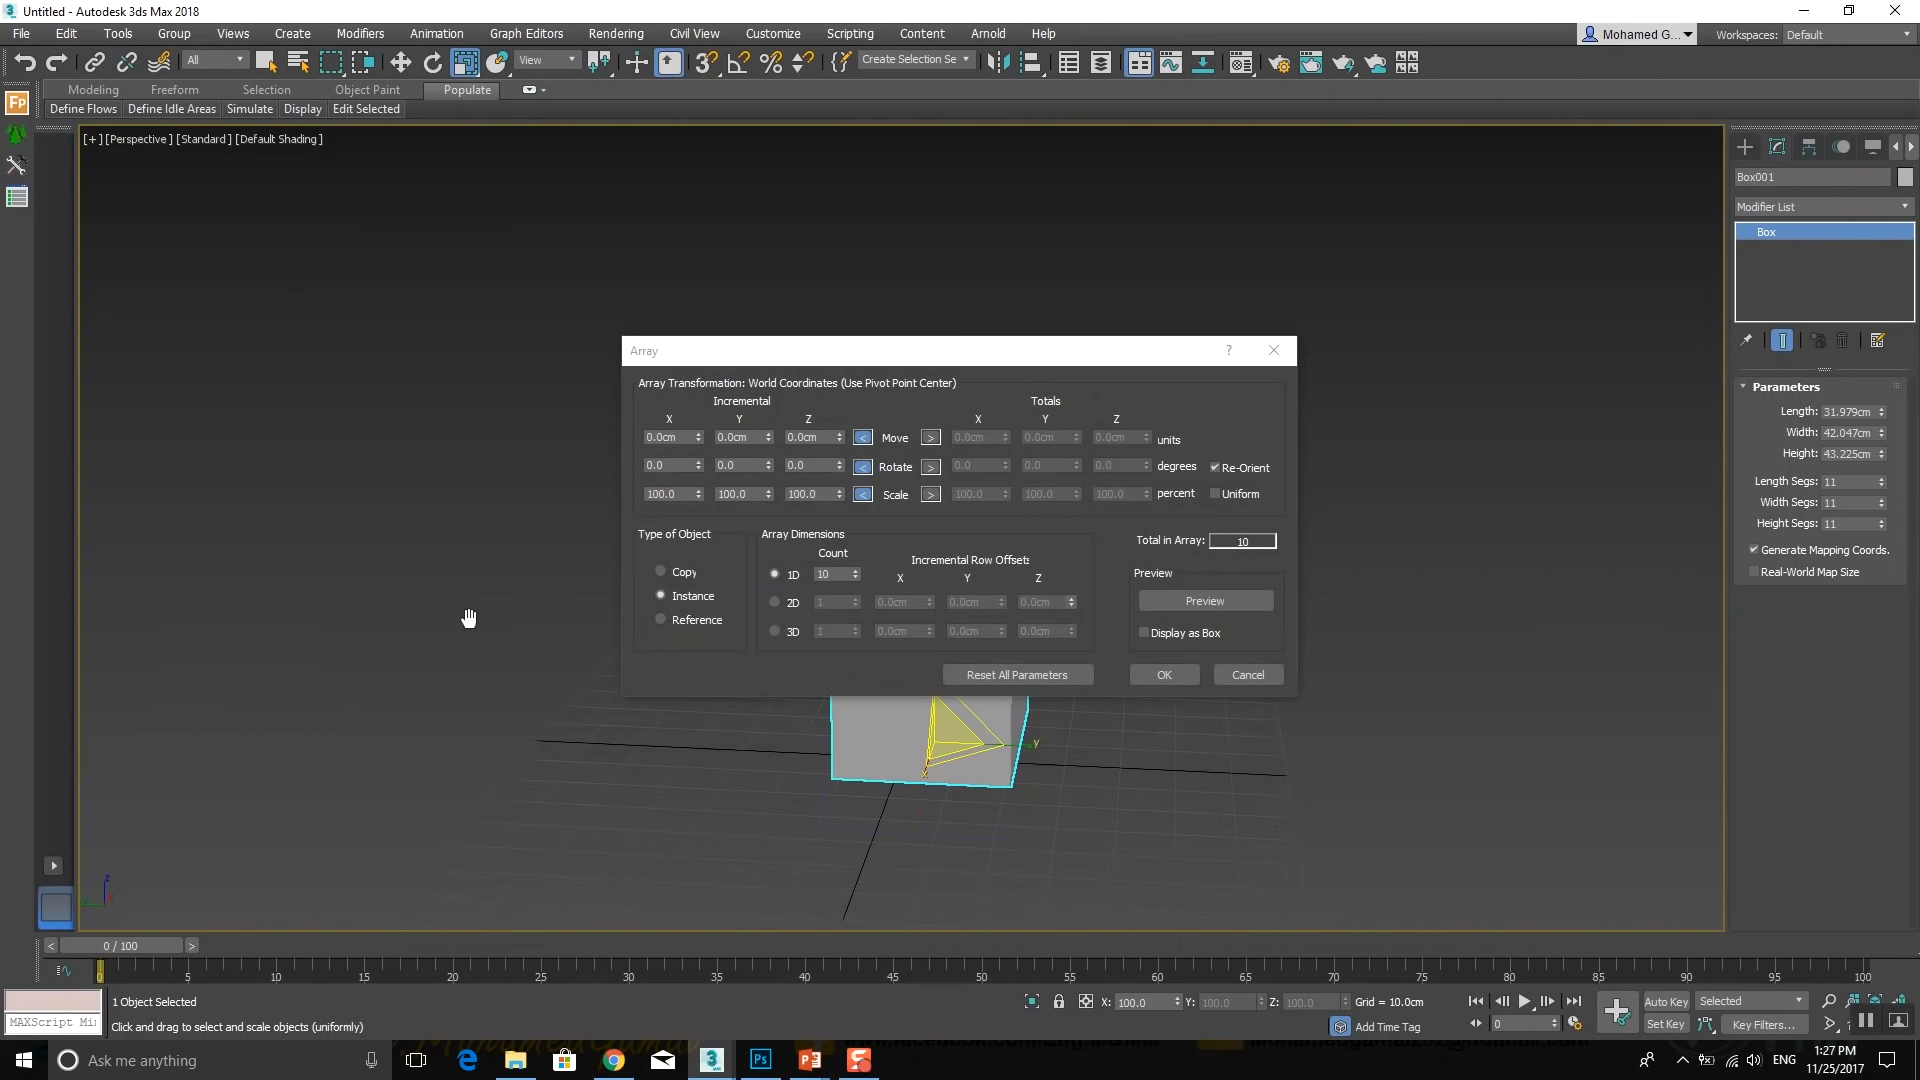 Untitled - Autodesk 3ds Max 2018
File Edit Tools Group Views Create Modifiers Animation Graph Editors Rendering Civil View Customize Scripting Content Arnold Help
Mohamed G... Workspaces: Default
All View Create Selection Se
Modeling Freeform Selection Object Paint Populate
Define Flows Define Idle Areas Simulate Display Edit Selected
[+] [Perspective] [Standard] [Default Shading]
Box001
Modifier List
Box
Parameters
Length: 31.979cm
Width: 42.047cm
Height: 43.225cm
Length Segs: 11
Width Segs: 11
Height Segs: 11
Generate Mapping Coords.
Real-World Map Size
Array ?
Array Transformation: World Coordinates (Use Pivot Point Center)
Incremental Totals
X Y Z X Y Z
0.0cm 0.0cm 0.0cm < Move > 0.0cm 0.0cm 0.0cm units
0.0 0.0 0.0 < Rotate > 0.0 0.0 0.0 degrees Re-Orient
100.0 100.0 100.0 < Scale > 100.0 100.0 100.0 percent Uniform
Type of Object
Copy
Instance
Reference
Array Dimensions
Count Incremental Row Offsets
X Y Z
1D 10
2D 1 0.0cm 0.0cm 0.0cm
3D 1 0.0cm 0.0cm 0.0cm
Total in Array: 10
Preview
Preview
Display as Box
Reset All Parameters OK Cancel
y
x
z
< 0 / 100 >
0 5 10 15 20 25 30 35 40 45 50 55 60 65 70 75 80 85 90 95 100
1 Object Selected
X: 100.0 Y: 100.0 Z: 100.0 Grid = 10.0cm
Auto Key Selected
MAXScript Mi
Click and drag to select and scale objects (uniformly)
Add Time Tag
0
Set Key Key Filters...
Ask me anything
ENG
1:27 PM
11/25/2017